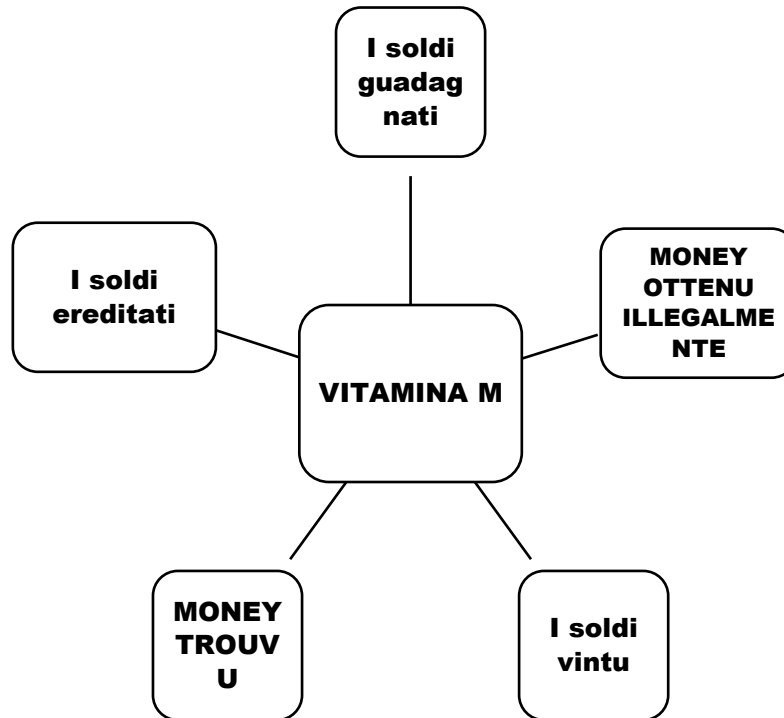 I soldi
guadag
nati
I soldi
ereditati
MONEY
OTTENU
ILLEGALME
NTE
VITAMINA M
MONEY
TROUV
U
I soldi
vintu